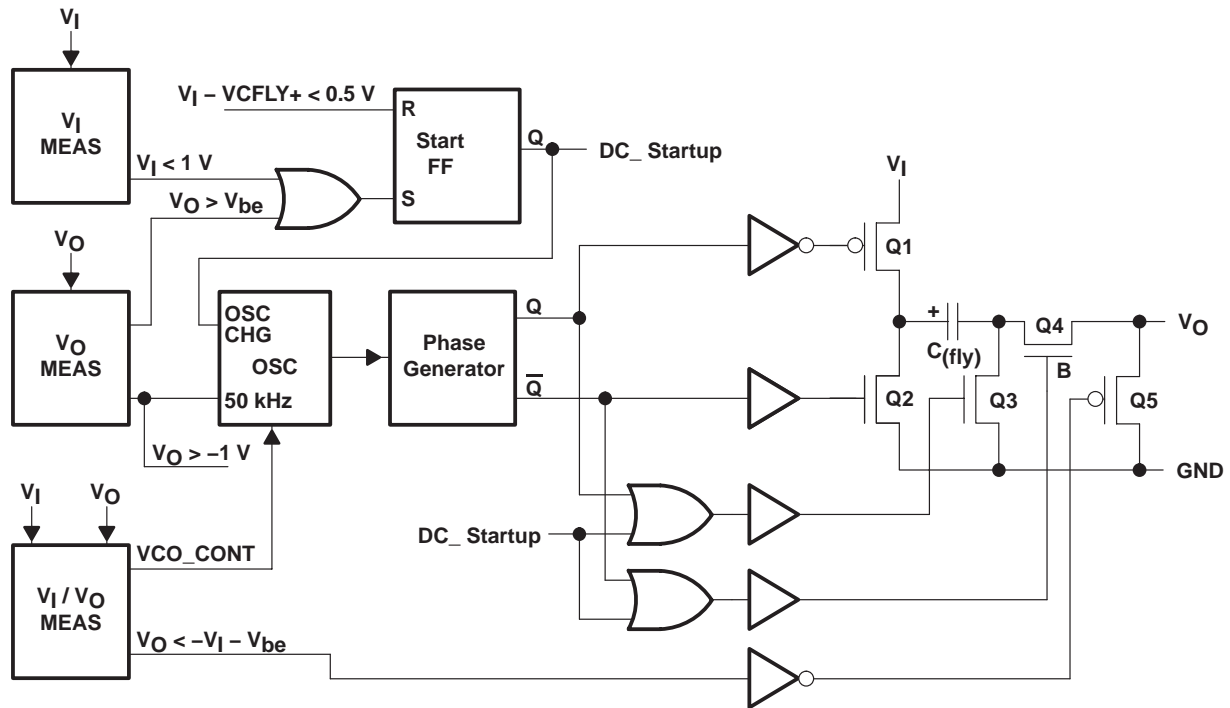 VI
VI
MEAS
VI – VCFLY+ < 0.5 V
R
Start
FF
S
Q
DC_ Startup
VI < 1 V
VO > Vbe
VO
VO
MEAS
OSC
CHG
OSC
50 kHz
VO > –1 V
Phase
Generator
Q
Q̅
VI
Q1
+
C(fly)
Q4
B
VO
Q2
Q3
Q5
GND
VI
VO
VI / VO
MEAS
VCO_CONT
VO < –VI – Vbe
DC_ Startup